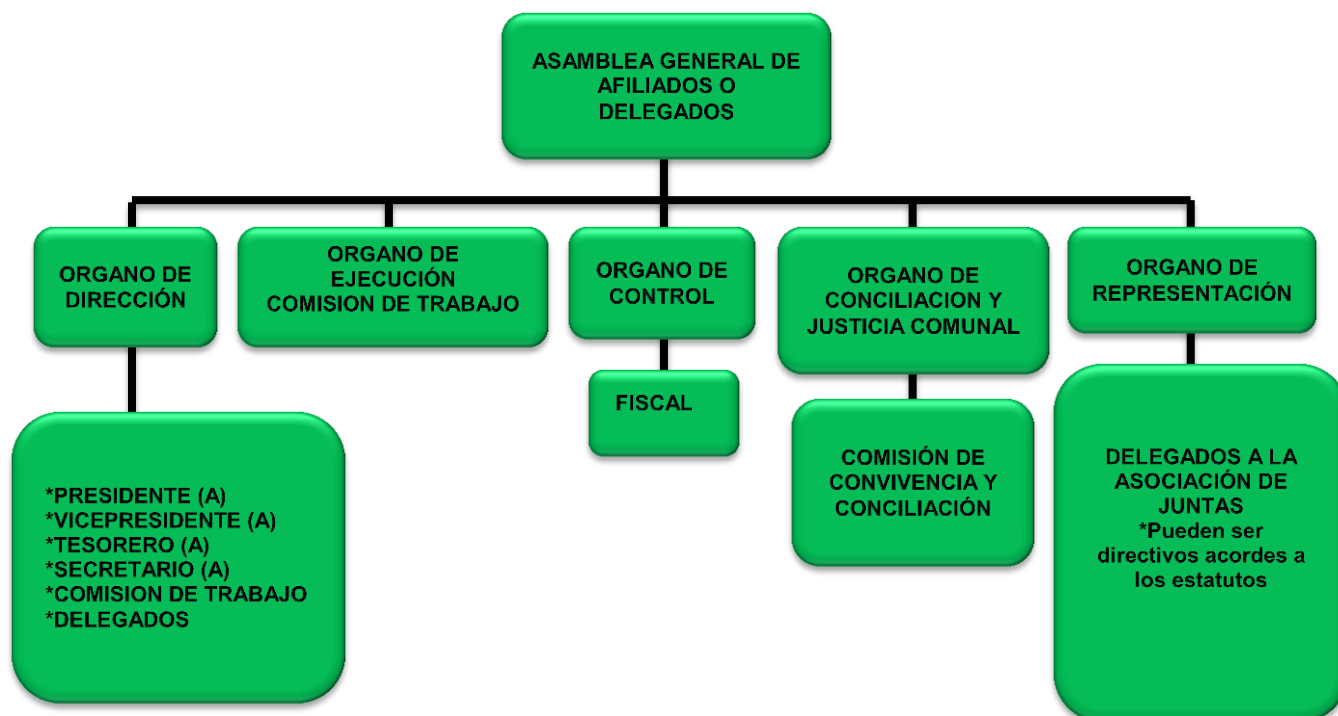 ASAMBLEA GENERAL DE
AFILIADOS O
DELEGADOS
ORGANO DE
DIRECCIÓN
ORGANO DE
EJECUCIÓN
COMISION DE TRABAJO
ORGANO DE
CONTROL
ORGANO DE
CONCILIACION Y
JUSTICIA COMUNAL
ORGANO DE
REPRESENTACIÓN
*PRESIDENTE (A)
*VICEPRESIDENTE (A)
*TESORERO (A)
*SECRETARIO (A)
*COMISION DE TRABAJO
*DELEGADOS
FISCAL
COMISIÓN DE
CONVIVENCIA Y
CONCILIACIÓN
DELEGADOS A LA
ASOCIACIÓN DE
JUNTAS
*Pueden ser
directivos acordes a
los estatutos